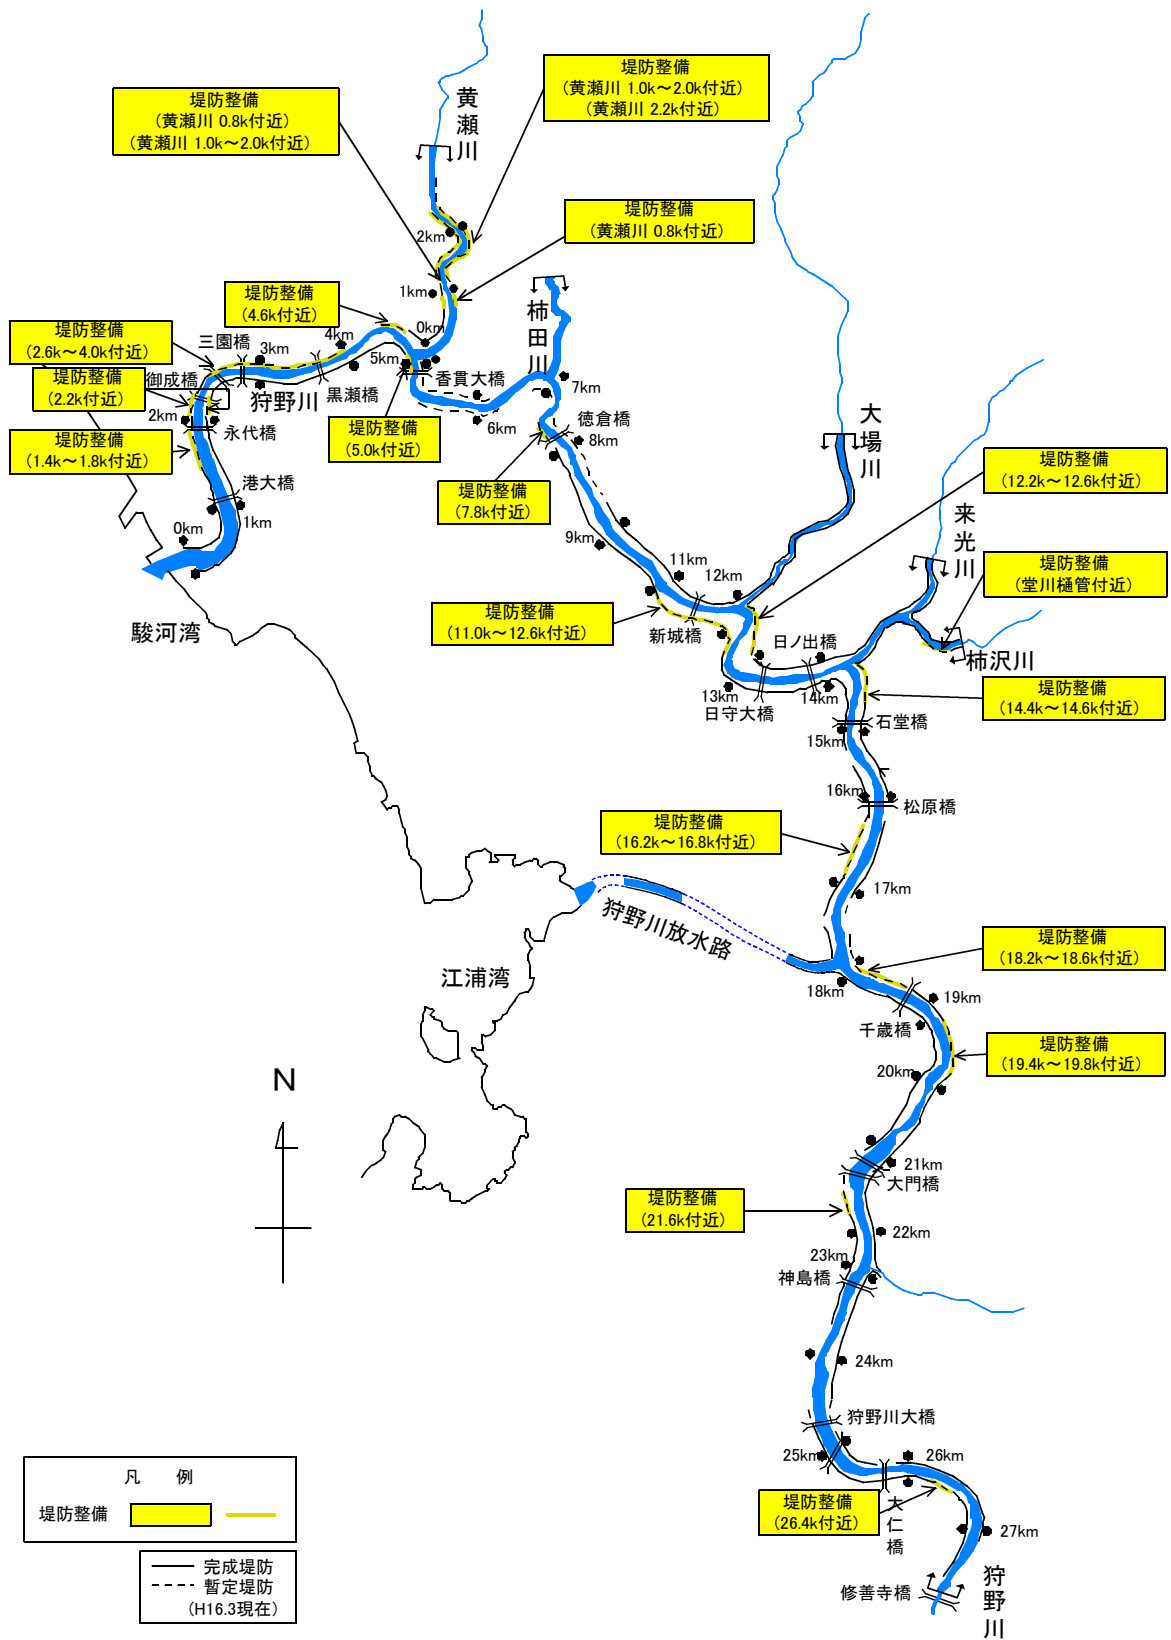 堤防整備
(黄瀬川 1.0k～2.0k付近)
(黄瀬川 2.2k付近)
堤防整備
(黄瀬川 0.8k付近)
(黄瀬川 1.0k～2.0k付近)
黄瀬川
堤防整備
(黄瀬川 0.8k付近)
2km
1km
0km
柿田川
堤防整備
(4.6k付近)
堤防整備
(2.6k～4.0k付近)
三園橋
3km
4km
5km
御成橋
堤防整備
(2.2k付近)
狩野川
黒瀬橋
香貫大橋
7km
6km
徳倉橋
8km
2km
永代橋
堤防整備
(5.0k付近)
堤防整備
(1.4k～1.8k付近)
大場川
堤防整備
(12.2k～12.6k付近)
港大橋
堤防整備
(7.8k付近)
0km
1km
9km
来光川
11km
12km
堤防整備
(堂川樋管付近)
堤防整備
(11.0k～12.6k付近)
駿河湾
新城橋
日ノ出橋
柿沢川
13km
14km
日守大橋
堤防整備
(14.4k～14.6k付近)
石堂橋
15km
16km
松原橋
堤防整備
(16.2k～16.8k付近)
17km
狩野川放水路
江浦湾
18km
堤防整備
(18.2k～18.6k付近)
19km
千歳橋
堤防整備
(19.4k～19.8k付近)
20km
N
21km
大門橋
堤防整備
(21.6k付近)
22km
23km
神島橋
24km
狩野川大橋
25km
26km
堤防整備
(26.4k付近)
大仁橋
27km
修善寺橋
狩野川
凡 例
堤防整備
完成堤防
暫定堤防
(H16.3現在)